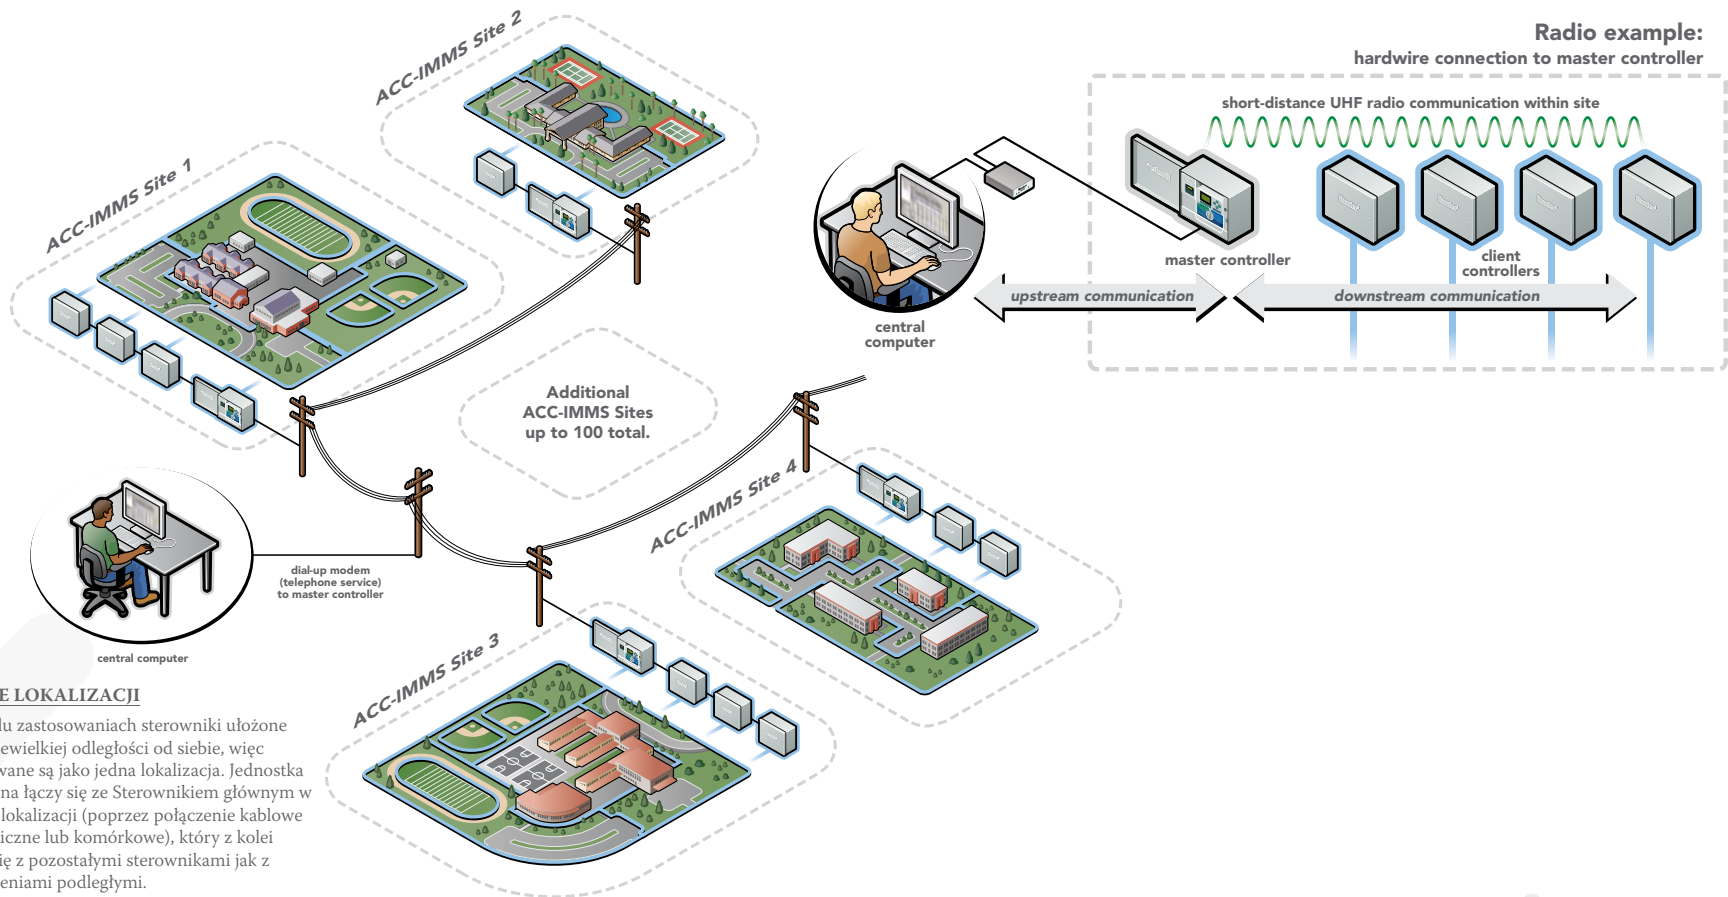 ACC-IMMS Site 2
ACC-IMMS Site 1
Radio example:
hardwire connection to master controller
short-distance UHF radio communication within site
master controller
client
controllers
upstream communication
downstream communication
central
computer
Additional
ACC-IMMS Sites
up to 100 total.
ACC-IMMS Site 4
dial-up modem
(telephone service)
to master controller
central computer
ACC-IMMS Site 3
E LOKALIZACJI
du zastosowaniach sterowniki ułożone
iewielkiej odległości od siebie, więc
wane są jako jedna lokalizacja. Jednostka
na łączy się ze Sterownikiem głównym w
lokalizacji (poprzez połączenie kablowe
iczne lub komórkowe), który z kolei
ię z pozostałymi sterownikami jak z
eniami podległymi.